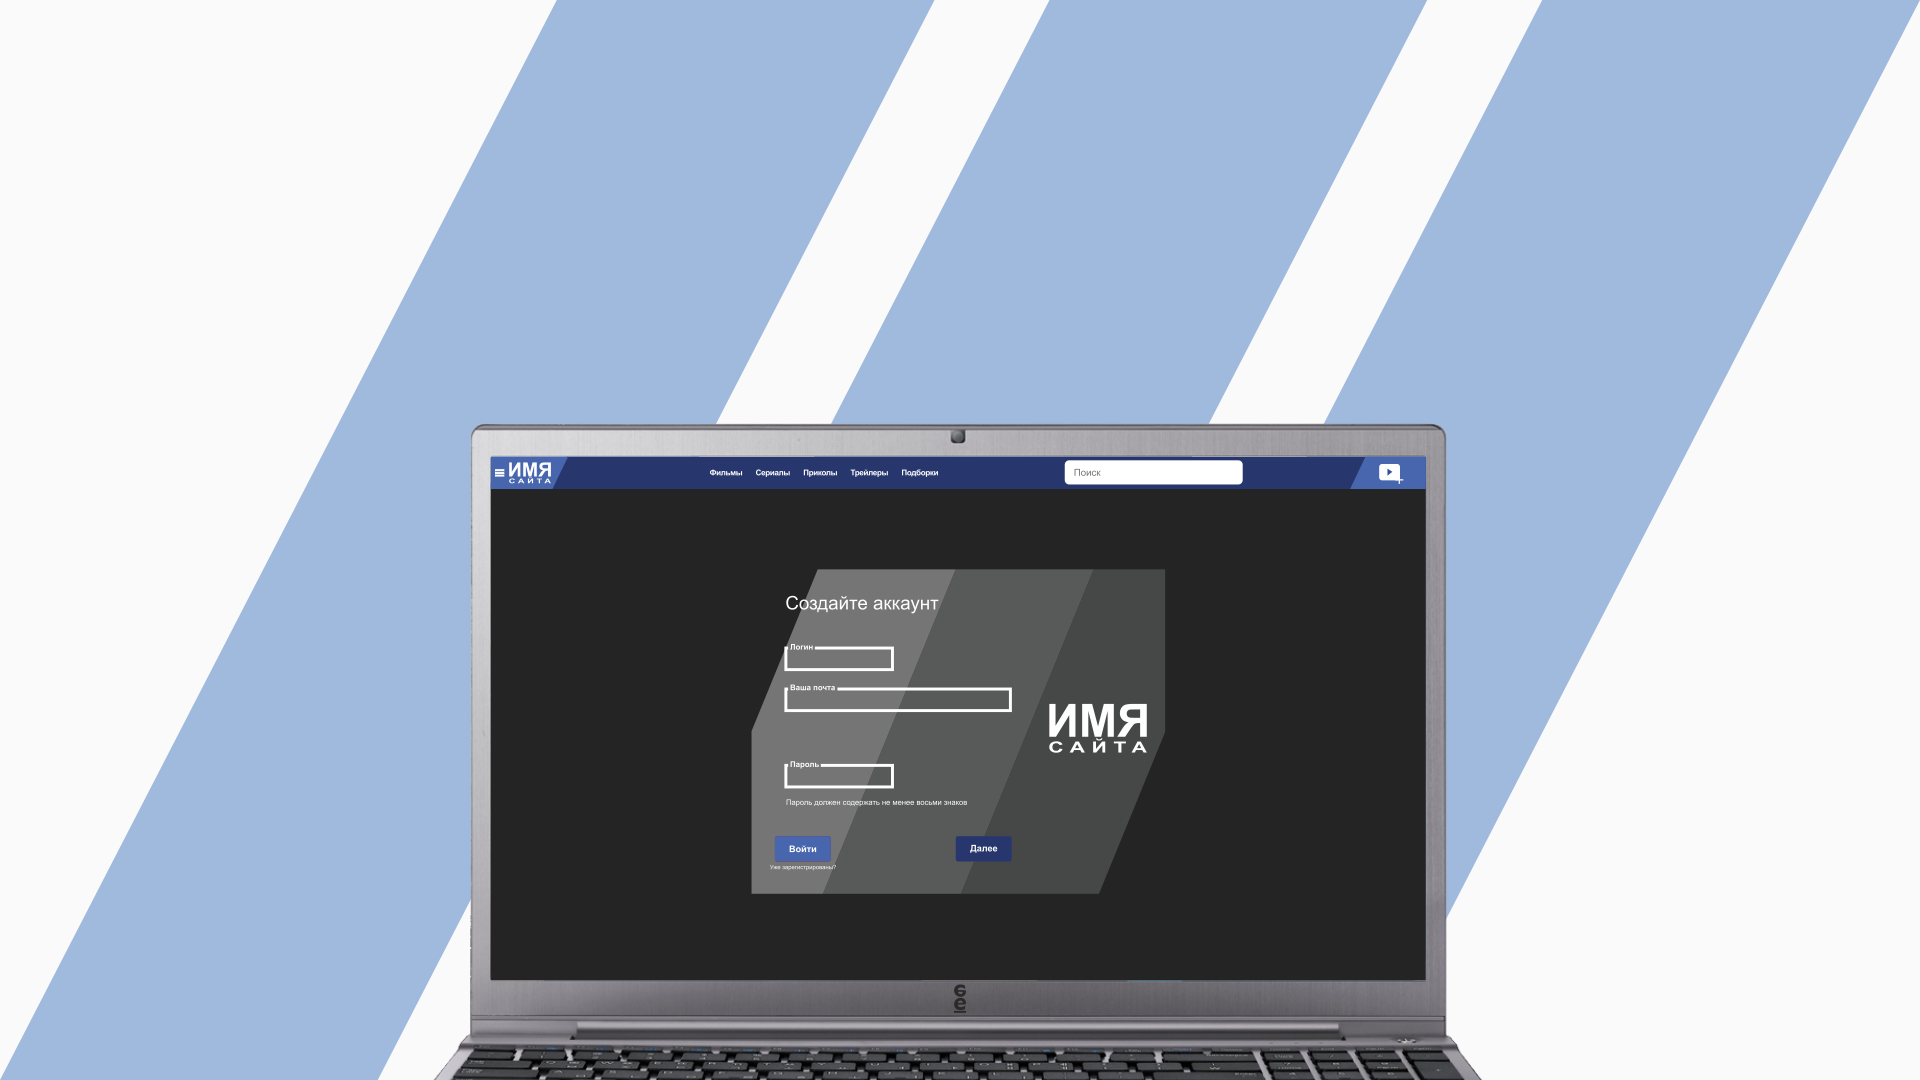 ИМЯ
САЙТА
Фильмы Сериалы Приколы Трейлеры Подборки
Поиск
Создайте аккаунт
Логин
Ваша почта
ИМЯ
САЙТА
Пароль
Пароль должен содержать не менее восьми знаков
Войти
Далее
Уже зарегистрированы?